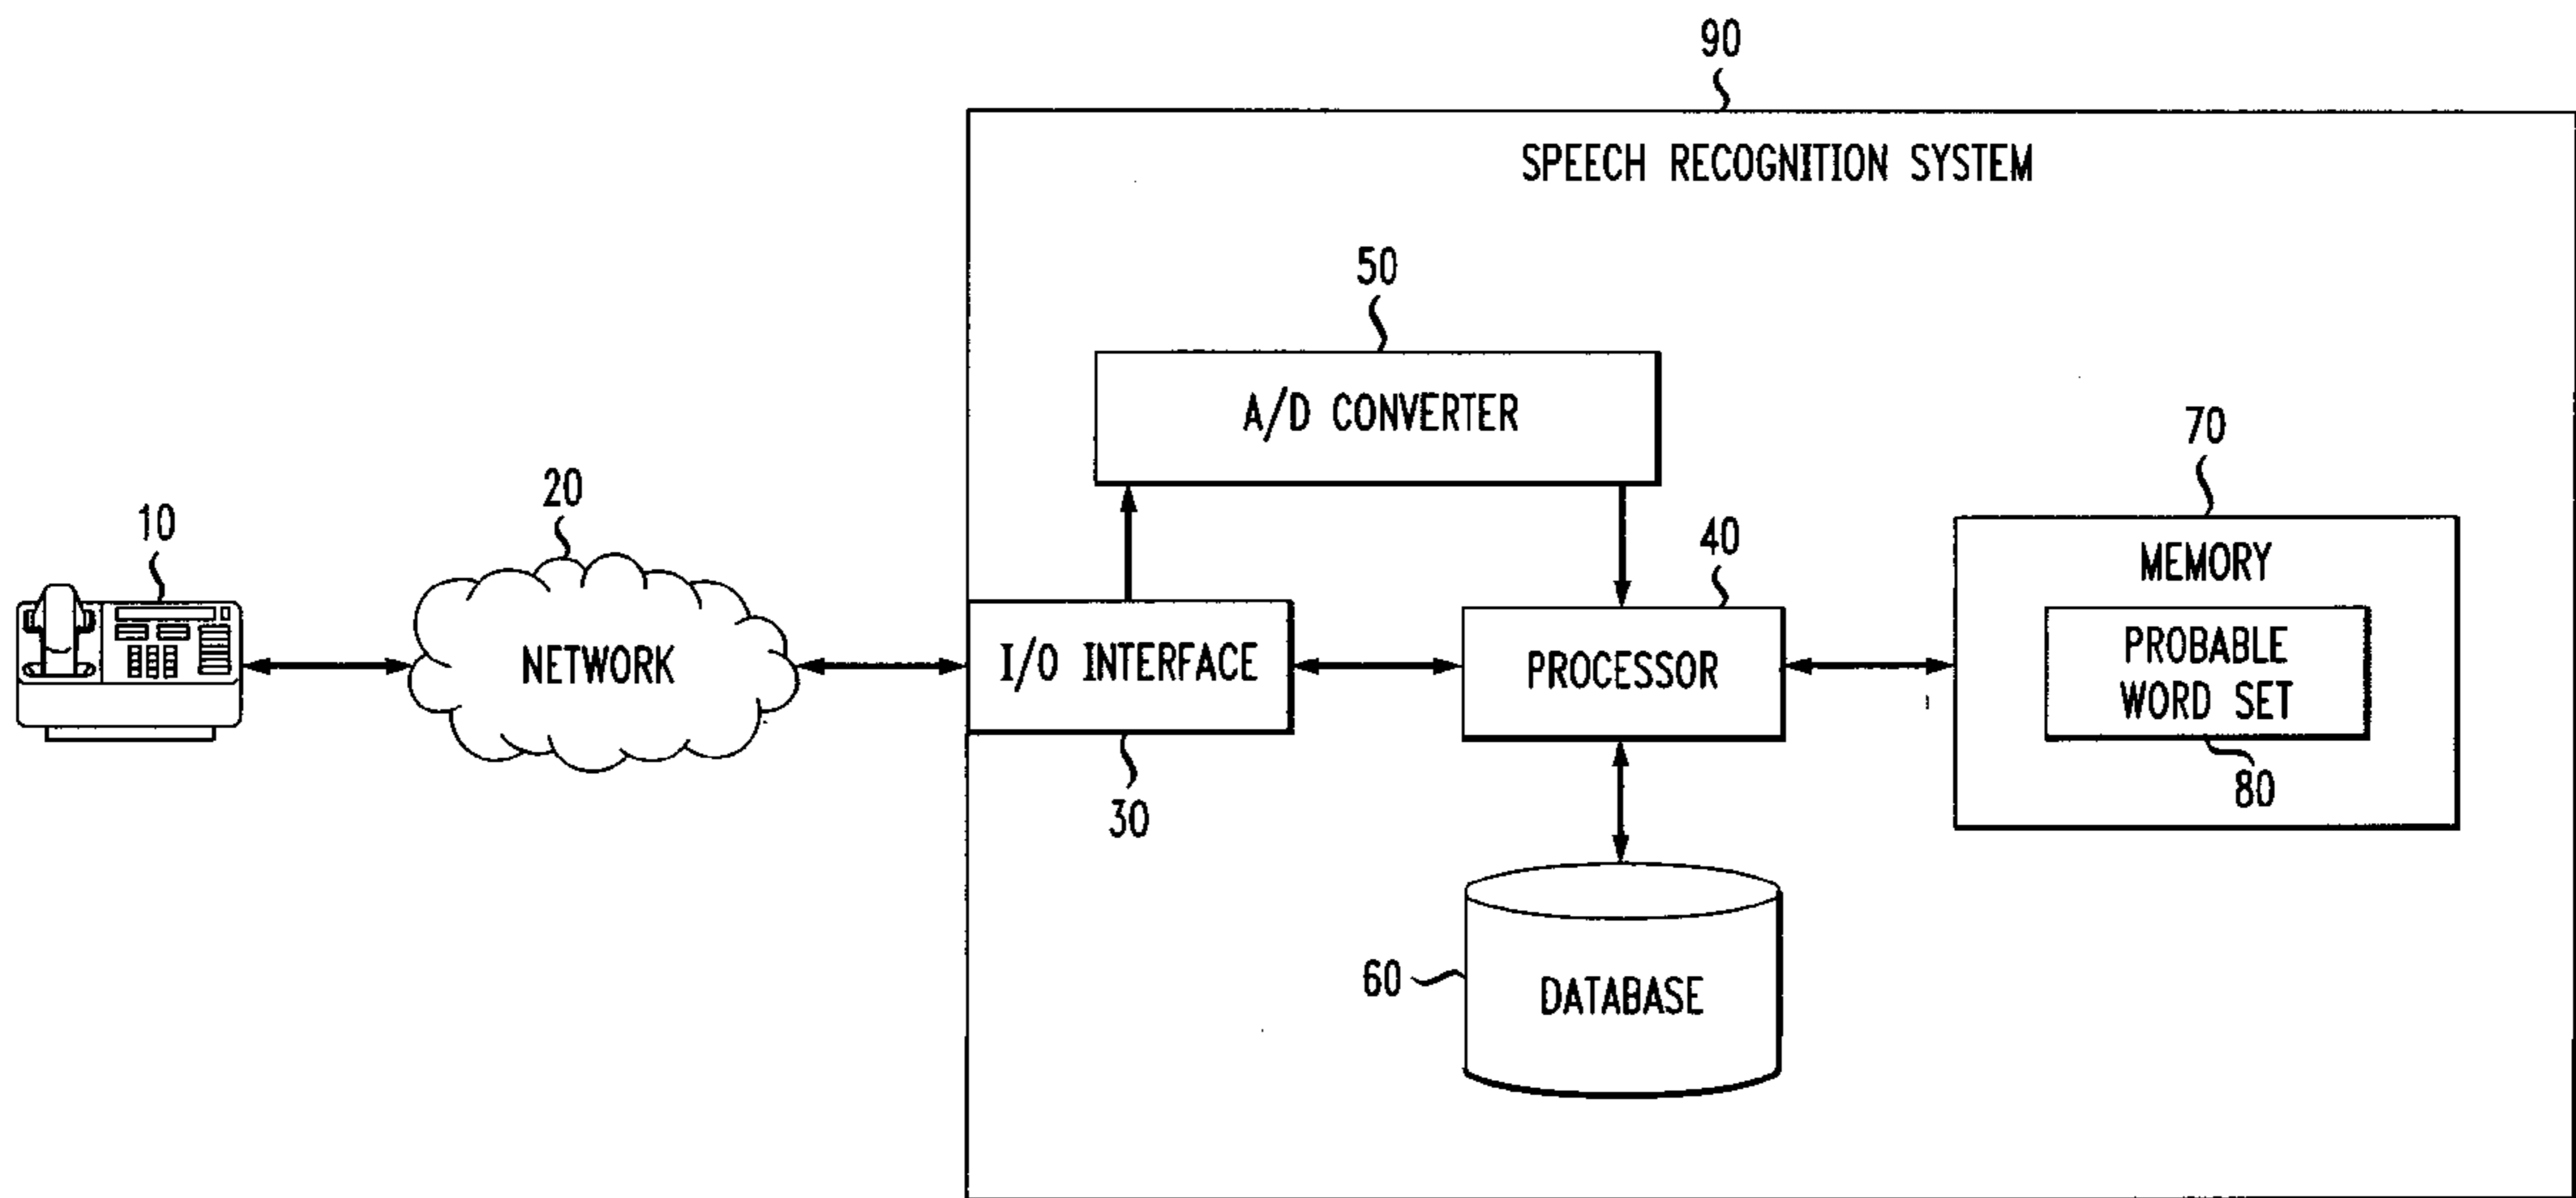 90
SPEECH RECOGNITION SYSTEM
50
A/D CONVERTER
70
MEMORY
20
10
40
NETWORK
I/O INTERFACE
PROCESSOR
PROBABLE
WORD SET
80
30
60
DATABASE